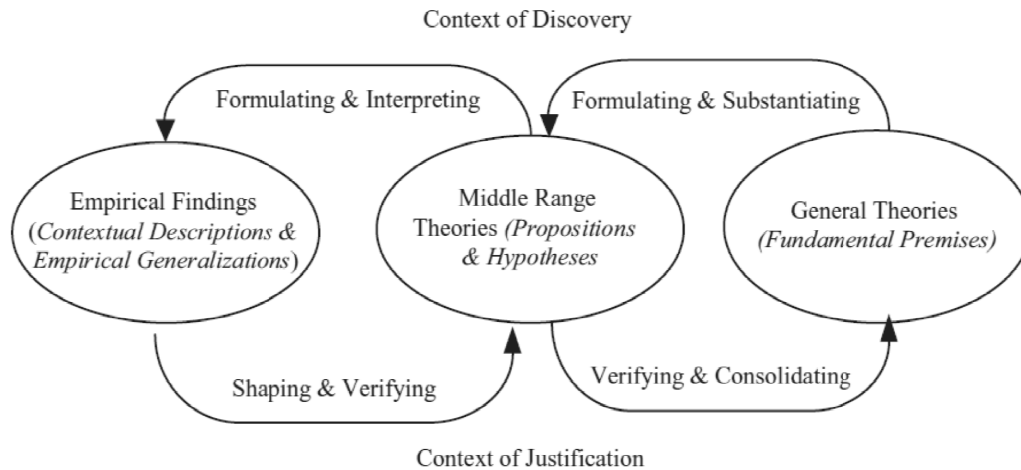 Context of Discovery
Formulating & Interpreting
Formulating & Substantiating
Empirical Findings
(Contextual Descriptions &
Empirical Generalizations)
Middle Range
Theories (Propositions
& Hypotheses
General Theories
(Fundamental Premises)
Shaping & Verifying
Verifying & Consolidating
Context of Justification